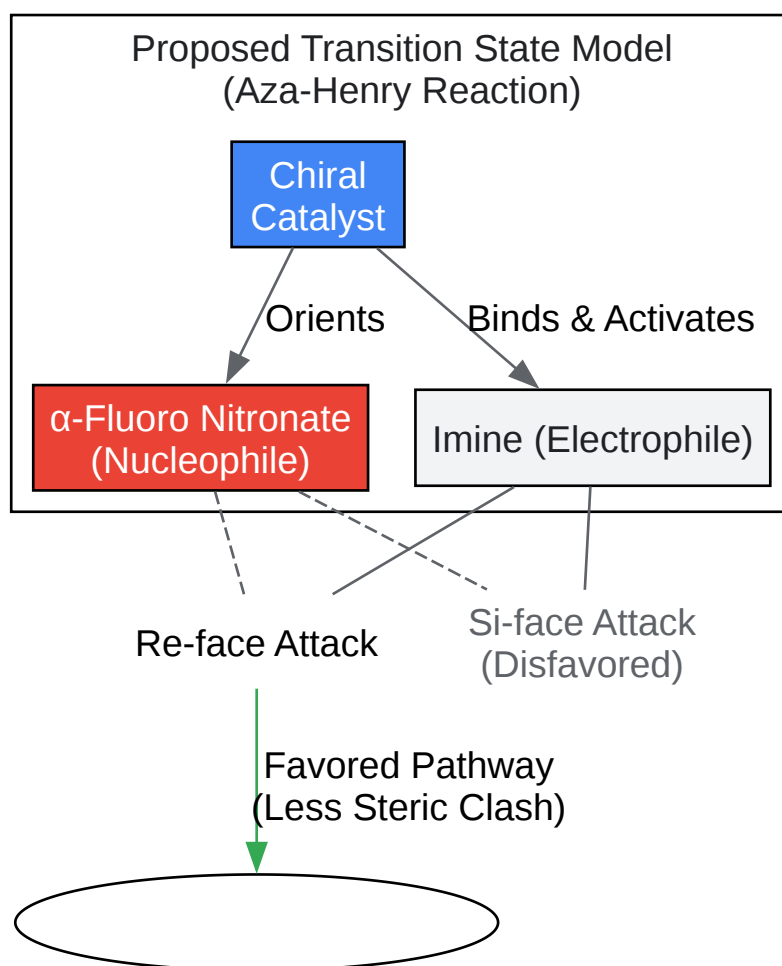 Proposed Transition State Model
(Aza-Henry Reaction)
Chiral
Catalyst
Orients
Binds & Activates
α-Fluoro Nitronate
(Nucleophile)
Imine (Electrophile)
Re-face Attack
Si-face Attack
(Disfavored)
Favored Pathway
(Less Steric Clash)